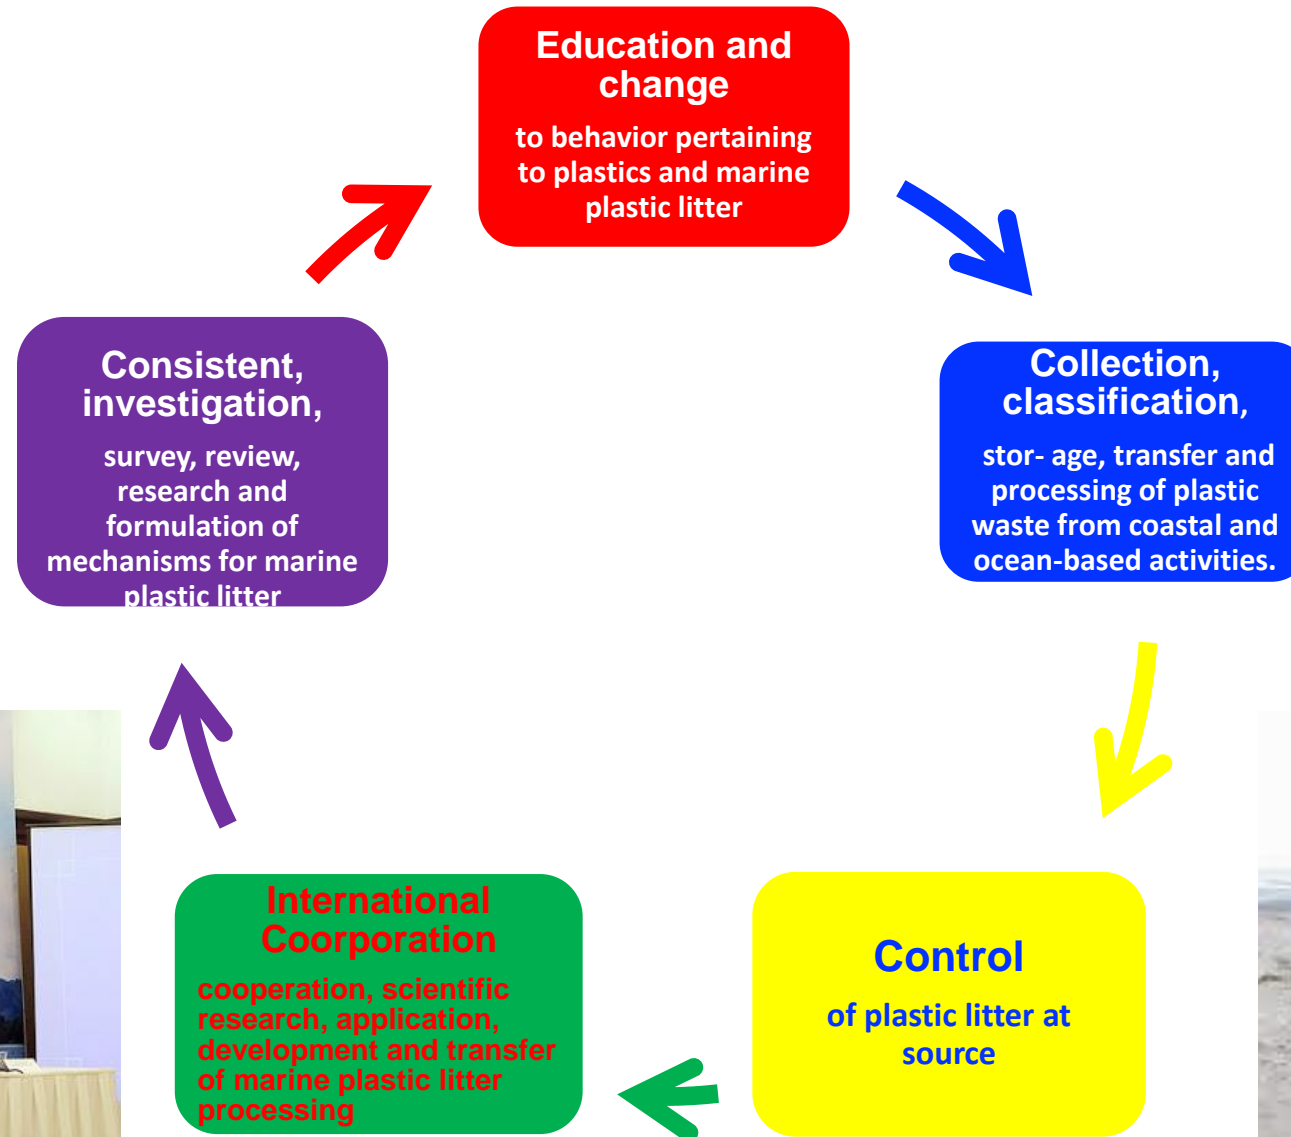 Education and
change
to behavior pertaining
to plastics and marine
plastic litter
Collection,
classification,
stor- age, transfer and
processing of plastic
waste from coastal and
ocean-based activities.
Control
of plastic litter at
source
International
Coorporation
cooperation, scientific
research, application,
development and transfer
of marine plastic litter
processing
Consistent,
investigation,
survey, review,
research and
formulation of
mechanisms for marine
plastic litter